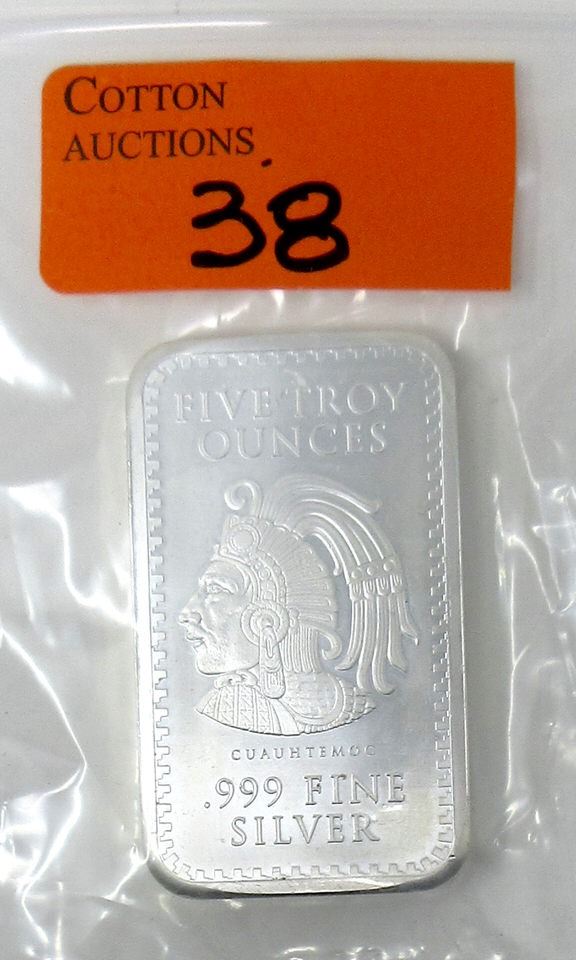 COTTON
AUCTIONS
38
FIVE TROY
OUNCES
CUAUHTEMOC
.999 FINE
SILVER